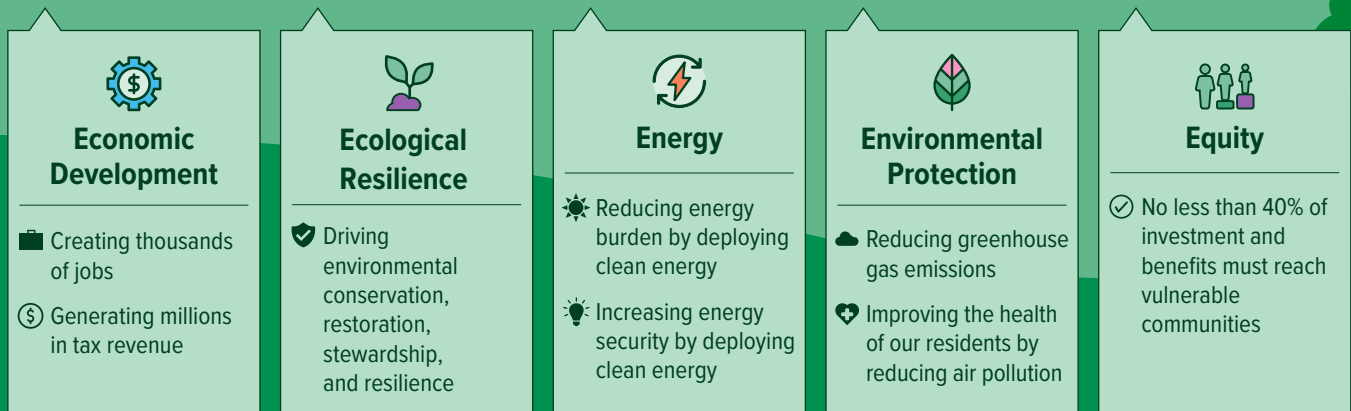 Economic
Development
Creating thousands
of jobs
Generating millions
in tax revenue
Ecological
Resilience
Driving
environmental
conservation,
restoration,
stewardship,
and resilience
Energy
Reducing energy
burden by deploying
clean energy
Increasing energy
security by deploying
clean energy
Environmental
Protection
Reducing greenhouse
gas emissions
Improving the health
of our residents by
reducing air pollution
Equity
No less than 40% of
investment and
benefits must reach
vulnerable
communities